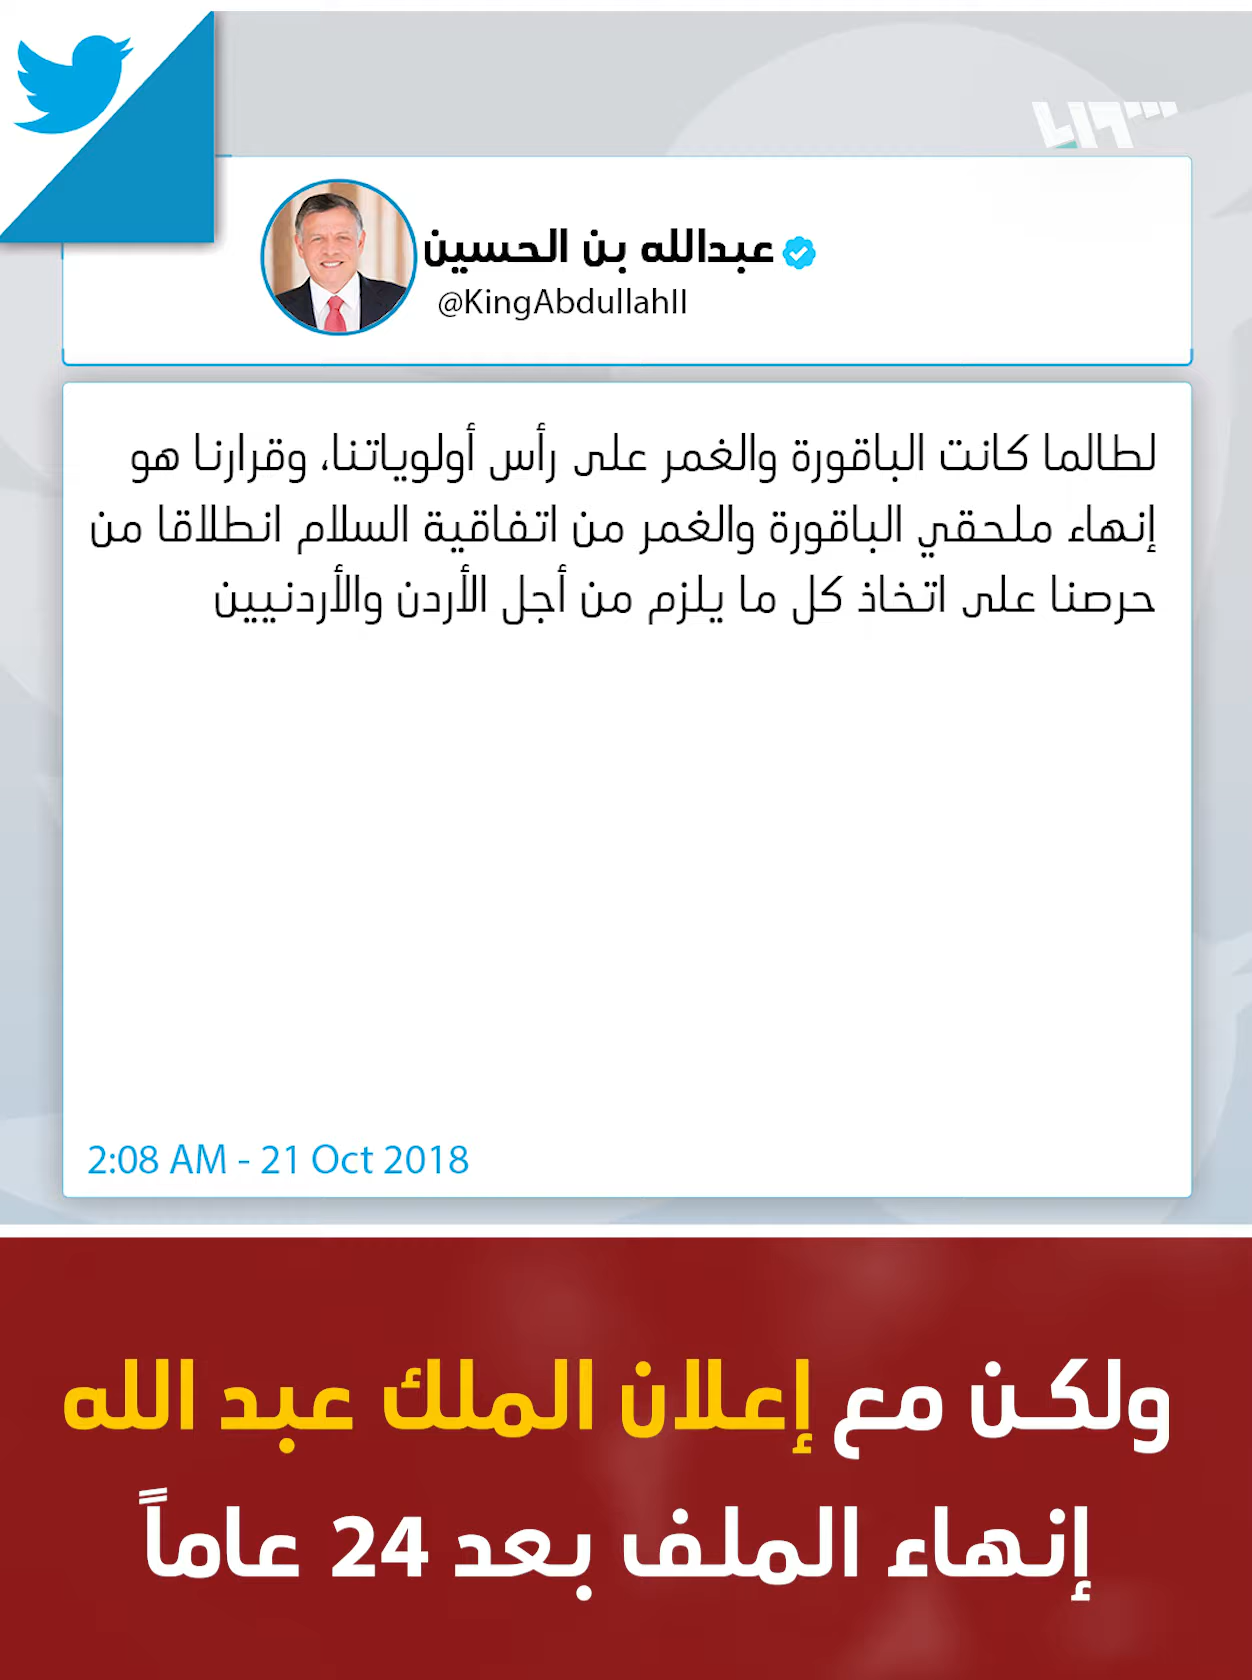 سوريا
عبدالله بن الحسين
@KingAbdullahII
لطالما كانت الباقورة والغمر على رأس أولوياتنا، وقرارنا هو
إنهاء ملحقي الباقورة والغمر من اتفاقية السلام انطلاقا من
حرصنا على اتخاذ كل ما يلزم من أجل الأردن والأردنيين
2:08 AM - 21 Oct 2018
ولكن مع إعلان الملك عبد الله
إنهاء الملف بعد 24 عاماً